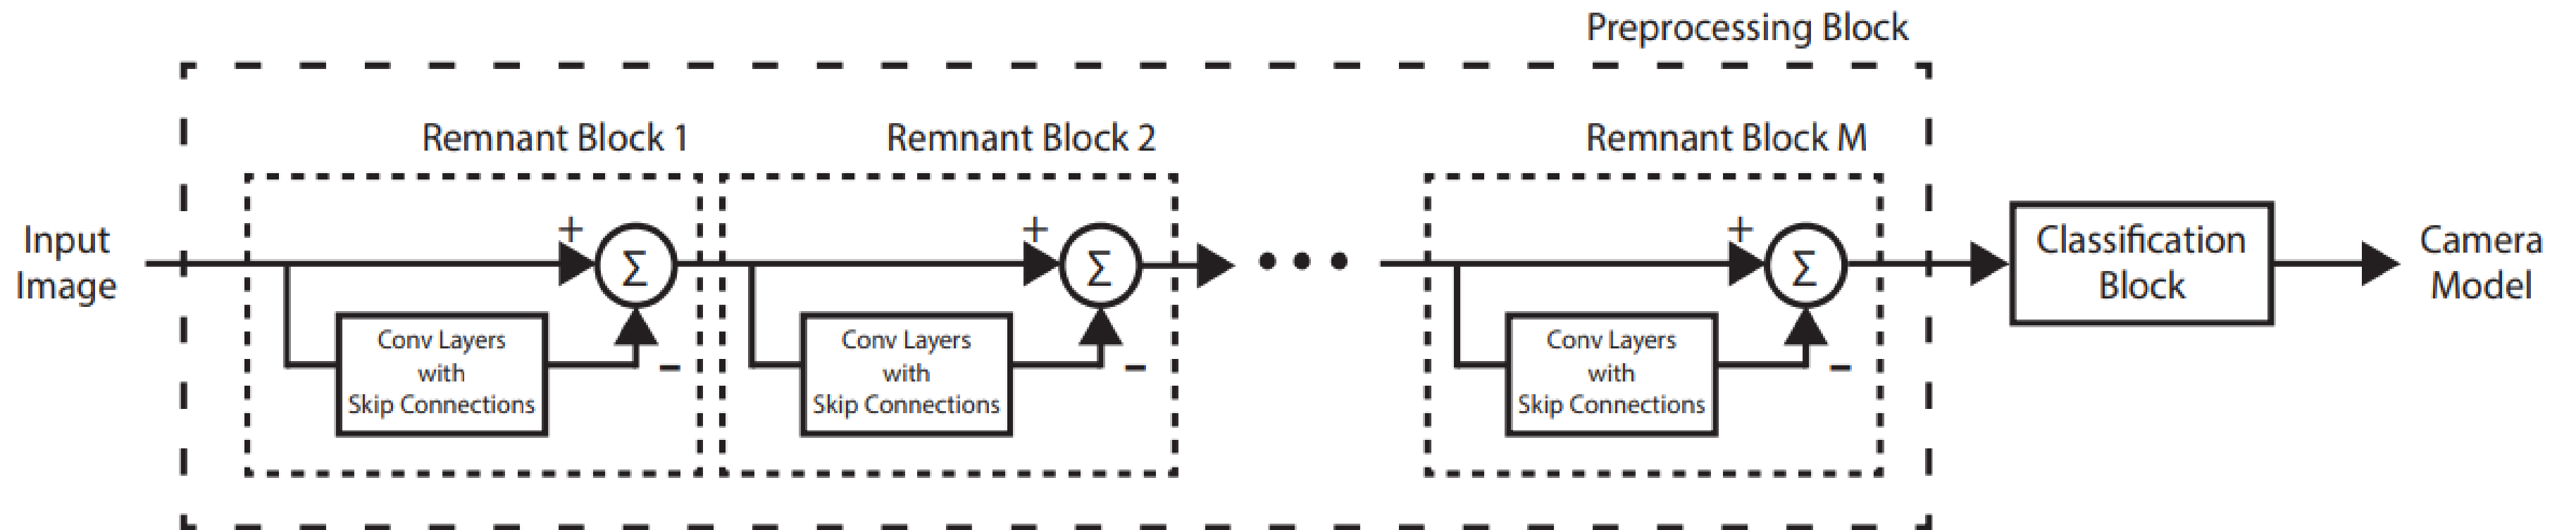 Preprocessing Block
Remnant Block 1
Remnant Block 2
Remnant Block M
Input
Image
+
Σ
+
Σ
+
Σ
Classification
Block
Camera
Model
Conv Layers
with
Skip Connections
-
Conv Layers
with
Skip Connections
-
Conv Layers
with
Skip Connections
-